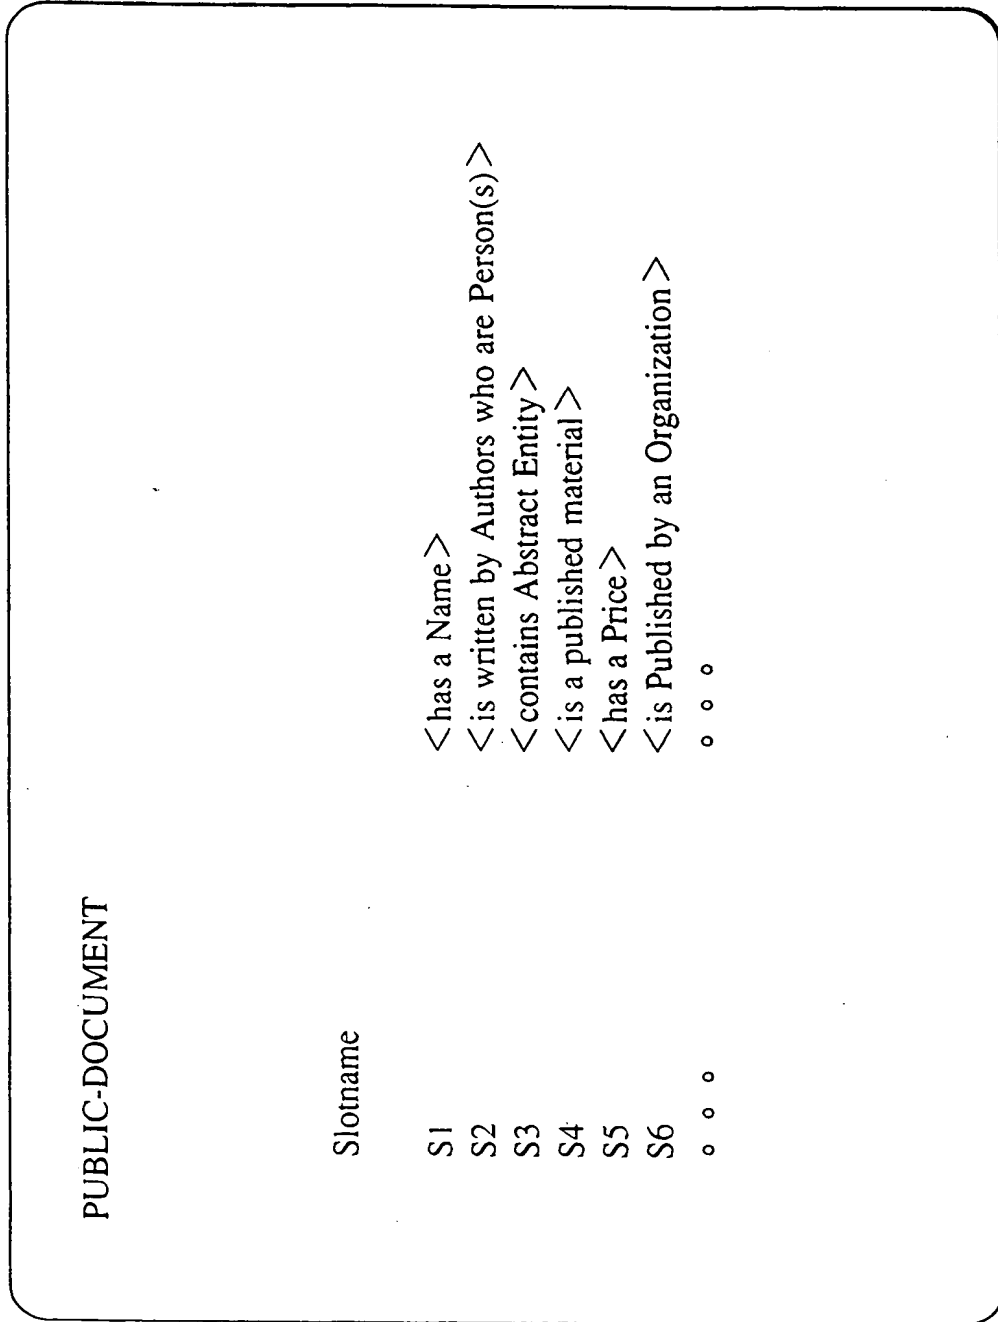 PUBLIC-DOCUMENT
Slotname
S1 <has a Name>
S2 <is written by Authors who are Person(s)>
S3 <contains Abstract Entity>
S4 <is a published material>
S5 <has a Price>
S6 <is Published by an Organization>
o o o o o o